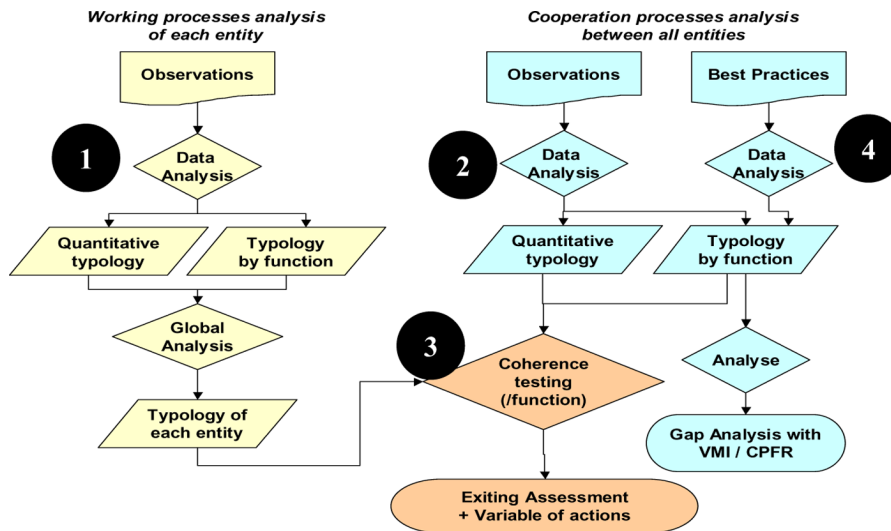 Working processes analysis
of each entity
Observations
1
Data
Analysis
Quantitative
typology
Typology
by function
Global
Analysis
Typology of
each entity
Cooperation processes analysis
between all entities
Observations
Best Practices
2
Data
Analysis
Data
Analysis
4
Quantitative
typology
Typology
by function
3
Coherence
testing
(/function)
Analyse
Gap Analysis with
VMI / CPFR
Exiting Assessment
+ Variable of actions